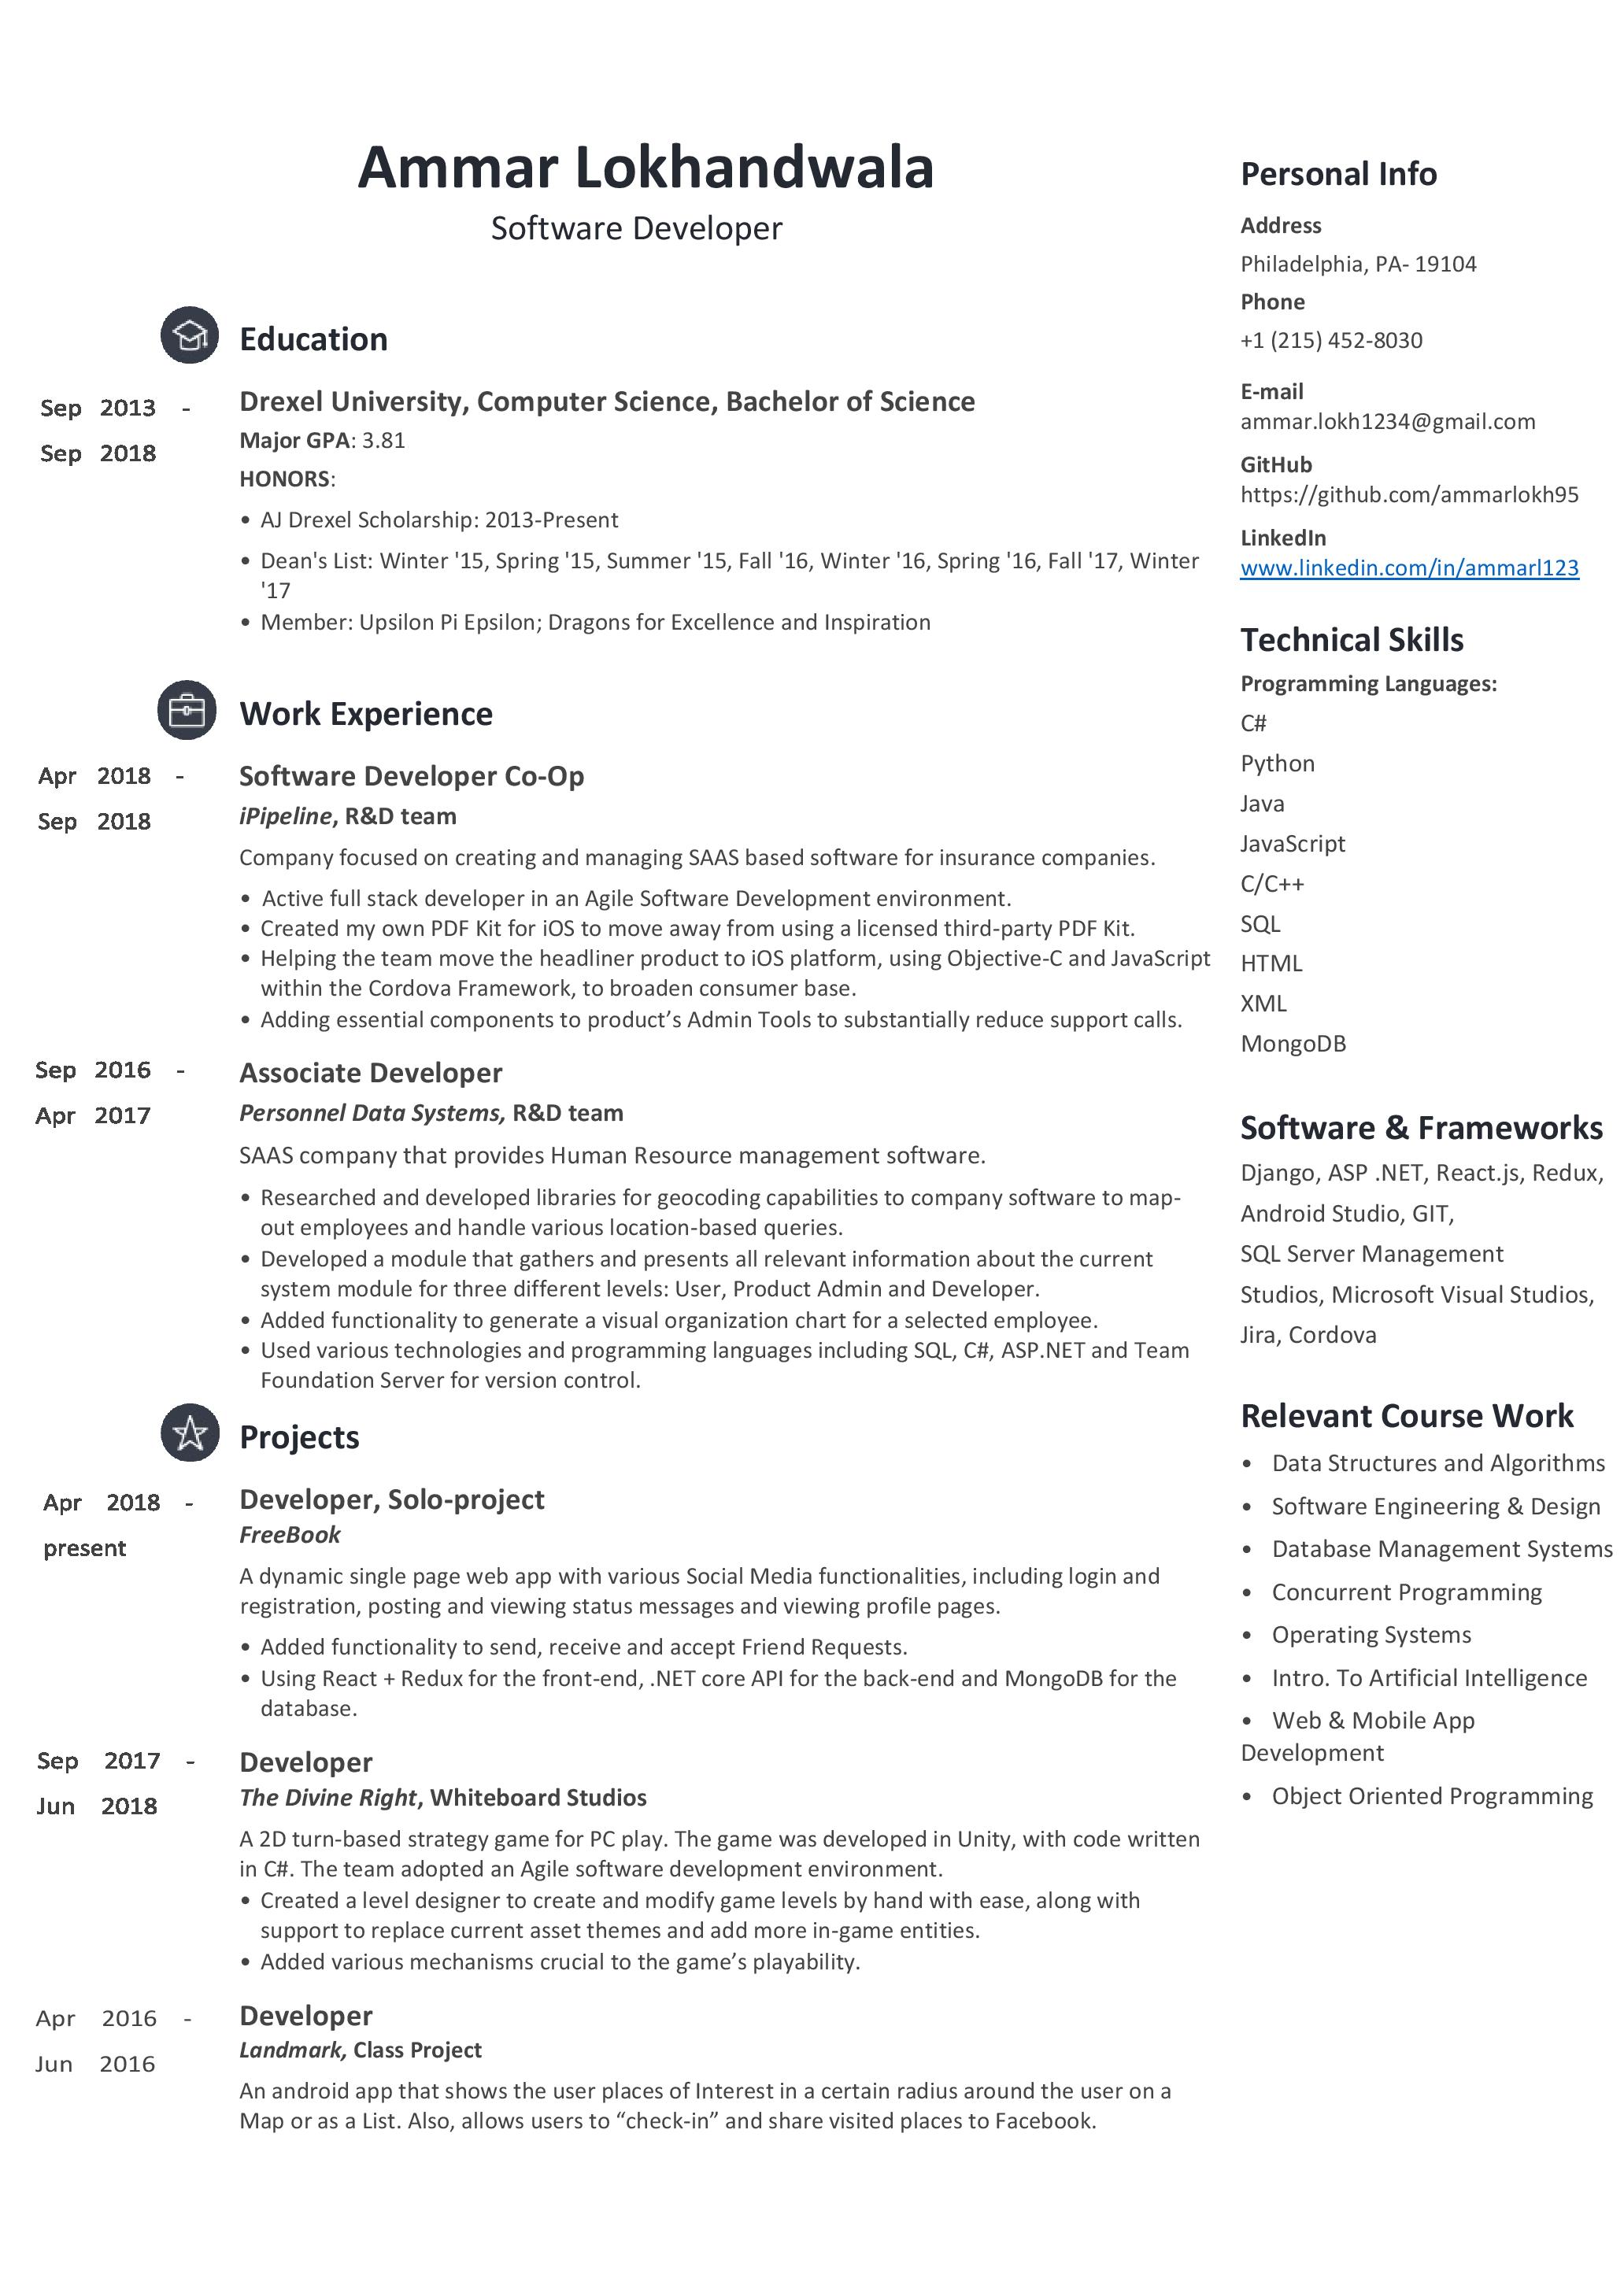 Ammar Lokhandwala
Software Developer
Education
Sep 2013 -
Sep 2018
Drexel University, Computer Science, Bachelor of Science
Major GPA: 3.81
HONORS:
• AJ Drexel Scholarship: 2013-Present
• Dean's List: Winter '15, Spring '15, Summer '15, Fall '16, Winter '16, Spring '16, Fall '17, Winter
'17
• Member: Upsilon Pi Epsilon; Dragons for Excellence and Inspiration
Work Experience
Apr 2018 -
Sep 2018
Software Developer Co-Op
iPipeline, R&D team
Company focused on creating and managing SAAS based software for insurance companies.
• Active full stack developer in an Agile Software Development environment.
• Created my own PDF Kit for iOS to move away from using a licensed third-party PDF Kit.
• Helping the team move the headliner product to iOS platform, using Objective-C and JavaScript
within the Cordova Framework, to broaden consumer base.
• Adding essential components to product’s Admin Tools to substantially reduce support calls.
Sep 2016 -
Apr 2017
Associate Developer
Personnel Data Systems, R&D team
SAAS company that provides Human Resource management software.
• Researched and developed libraries for geocoding capabilities to company software to map-
out employees and handle various location-based queries.
• Developed a module that gathers and presents all relevant information about the current
system module for three different levels: User, Product Admin and Developer.
• Added functionality to generate a visual organization chart for a selected employee.
• Used various technologies and programming languages including SQL, C#, ASP.NET and Team
Foundation Server for version control.
Projects
Apr 2018 -
present
Developer, Solo-project
FreeBook
A dynamic single page web app with various Social Media functionalities, including login and
registration, posting and viewing status messages and viewing profile pages.
• Added functionality to send, receive and accept Friend Requests.
• Using React + Redux for the front-end, .NET core API for the back-end and MongoDB for the
database.
Sep 2017 -
Jun 2018
Developer
The Divine Right, Whiteboard Studios
A 2D turn-based strategy game for PC play. The game was developed in Unity, with code written
in C#. The team adopted an Agile software development environment.
• Created a level designer to create and modify game levels by hand with ease, along with
support to replace current asset themes and add more in-game entities.
• Added various mechanisms crucial to the game’s playability.
Apr 2016 -
Jun 2016
Developer
Landmark, Class Project
An android app that shows the user places of Interest in a certain radius around the user on a
Map or as a List. Also, allows users to “check-in” and share visited places to Facebook.
Personal Info
Address
Philadelphia, PA- 19104
Phone
+1 (215) 452-8030
E-mail
ammar.lokh1234@gmail.com
GitHub
https://github.com/ammarlokh95
LinkedIn
www.linkedin.com/in/ammarl123
Technical Skills
Programming Languages:
C#
Python
Java
JavaScript
C/C++
SQL
HTML
XML
MongoDB
Software & Frameworks
Django, ASP .NET, React.js, Redux,
Android Studio, GIT,
SQL Server Management
Studios, Microsoft Visual Studios,
Jira, Cordova
Relevant Course Work
• Data Structures and Algorithms
• Software Engineering & Design
• Database Management Systems
• Concurrent Programming
• Operating Systems
• Intro. To Artificial Intelligence
• Web & Mobile App
Development
• Object Oriented Programming